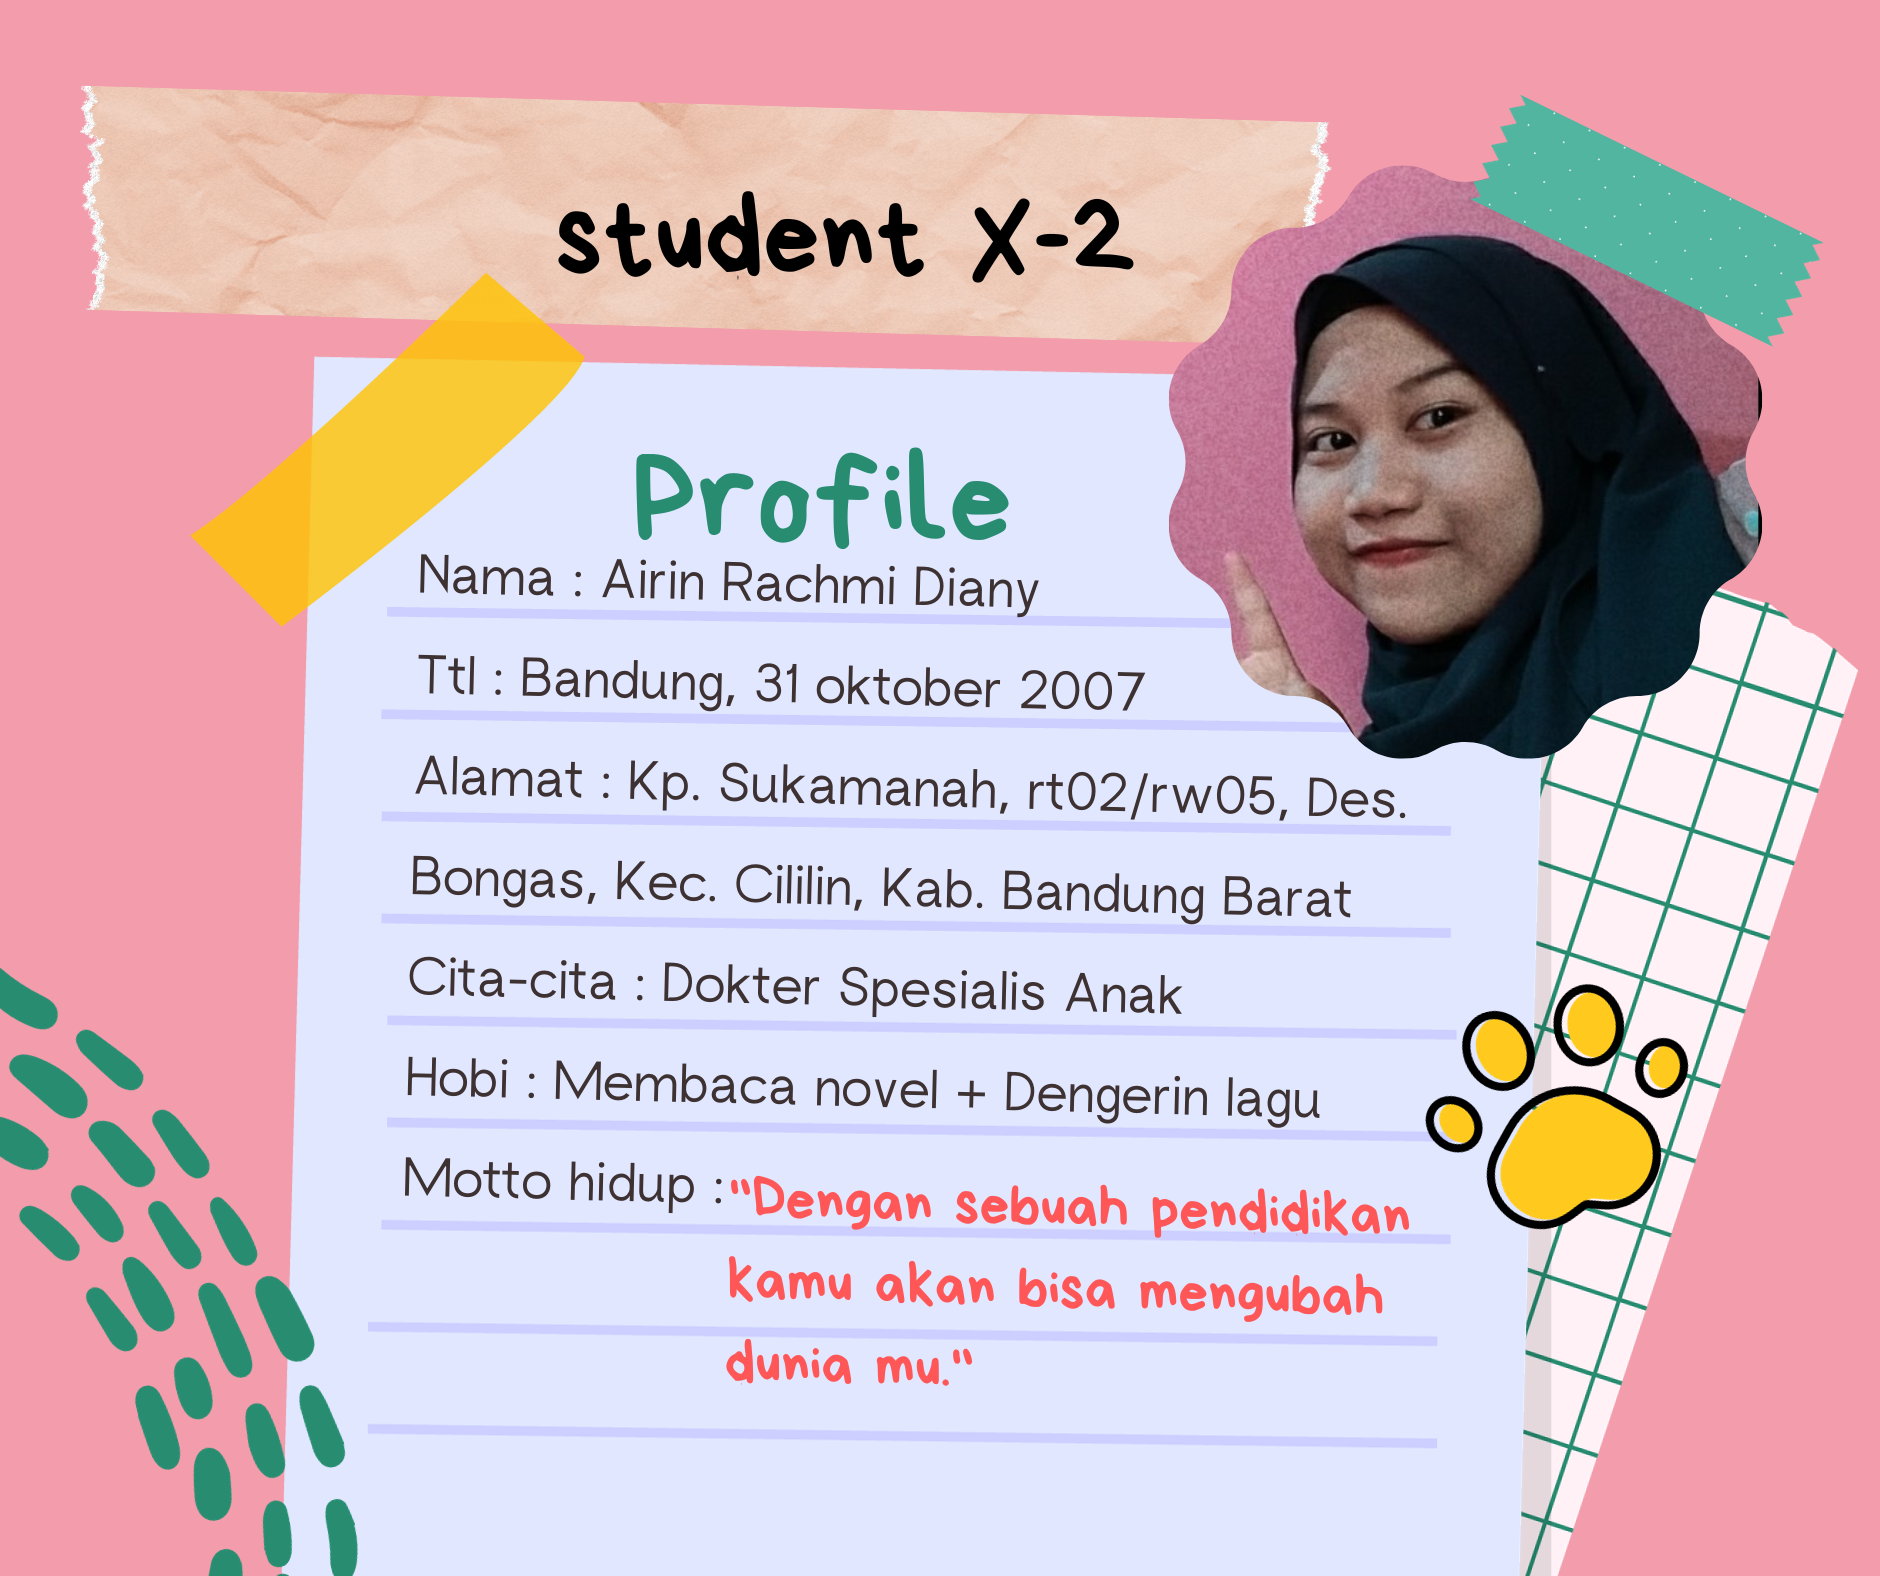 student X-2
Profile
Nama : Airin Rachmi Diany
Ttl : Bandung, 31 oktober 2007
Alamat : Kp. Sukamanah, rt02/rw05, Des.
Bongas, Kec. Cililin, Kab. Bandung Barat
Cita-cita : Dokter Spesialis Anak
Hobi : Membaca novel + Dengerin lagu
Motto hidup : "Dengan sebuah pendidikan
kamu akan bisa mengubah
dunia mu."